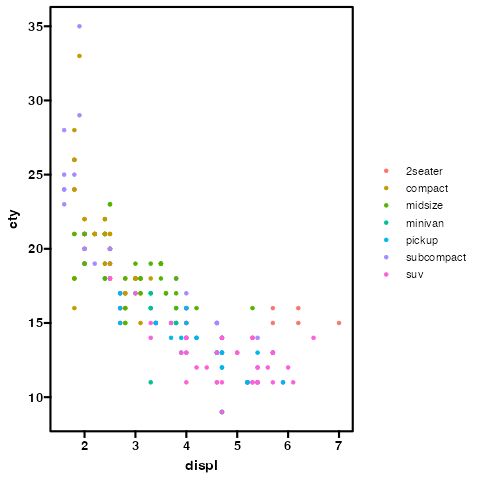 35
30
25
20
15
10
cty
2 3 4 5 6 7
displ
2seater
compact
midsize
minivan
pickup
subcompact
suv